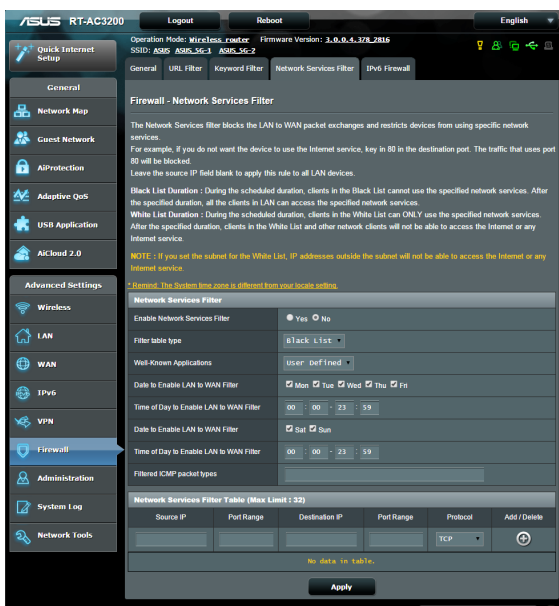 ASUS RT-AC3200 Logout Reboot English
Quick Internet
Setup
General
Network Map
Guest Network
AiProtection
Adaptive QoS
USB Application
AiCloud 2.0
Advanced Settings
Wireless
LAN
WAN
IPv6
VPN
Firewall
Administration
System Log
Network Tools
Operation Mode: Wireless router Firmware Version: 3.0.0.4.378_2816
SSID: ASUS ASUS_5G-1 ASUS_5G-2
General URL Filter Keyword Filter Network Services Filter IPv6 Firewall
Firewall - Network Services Filter
The Network Services filter blocks the LAN to WAN packet exchanges and restricts devices from using specific network
services.
For example, if you do not want the device to use the Internet service, key in 80 in the destination port. The traffic that uses port
80 will be blocked.
Leave the source IP field blank to apply this rule to all LAN devices.
Black List Duration : During the scheduled duration, clients in the Black List cannot use the specified network services. After
the specified duration, all the clients in LAN can access the specified network services.
White List Duration : During the scheduled duration, clients in the White List can ONLY use the specified network services.
After the specified duration, clients in the White List and other network clients will not be able to access the Internet or any
Internet service.
NOTE : If you set the subnet for the White List, IP addresses outside the subnet will not be able to access the Internet or any
Internet service.
* Remind: The System time zone is different from your locale setting.
Network Services Filter
Enable Network Services Filter Yes No
Filter table type Black List
Well-Known Applications User Defined
Date to Enable LAN to WAN Filter Mon Tue Wed Thu Fri
Time of Day to Enable LAN to WAN Filter 00 : 00 - 23 : 59
Date to Enable LAN to WAN Filter Sat Sun
Time of Day to Enable LAN to WAN Filter 00 : 00 - 23 : 59
Filtered ICMP packet types
Network Services Filter Table (Max Limit : 32)
Source IP Port Range Destination IP Port Range Protocol Add / Delete
TCP
No data in table.
Apply